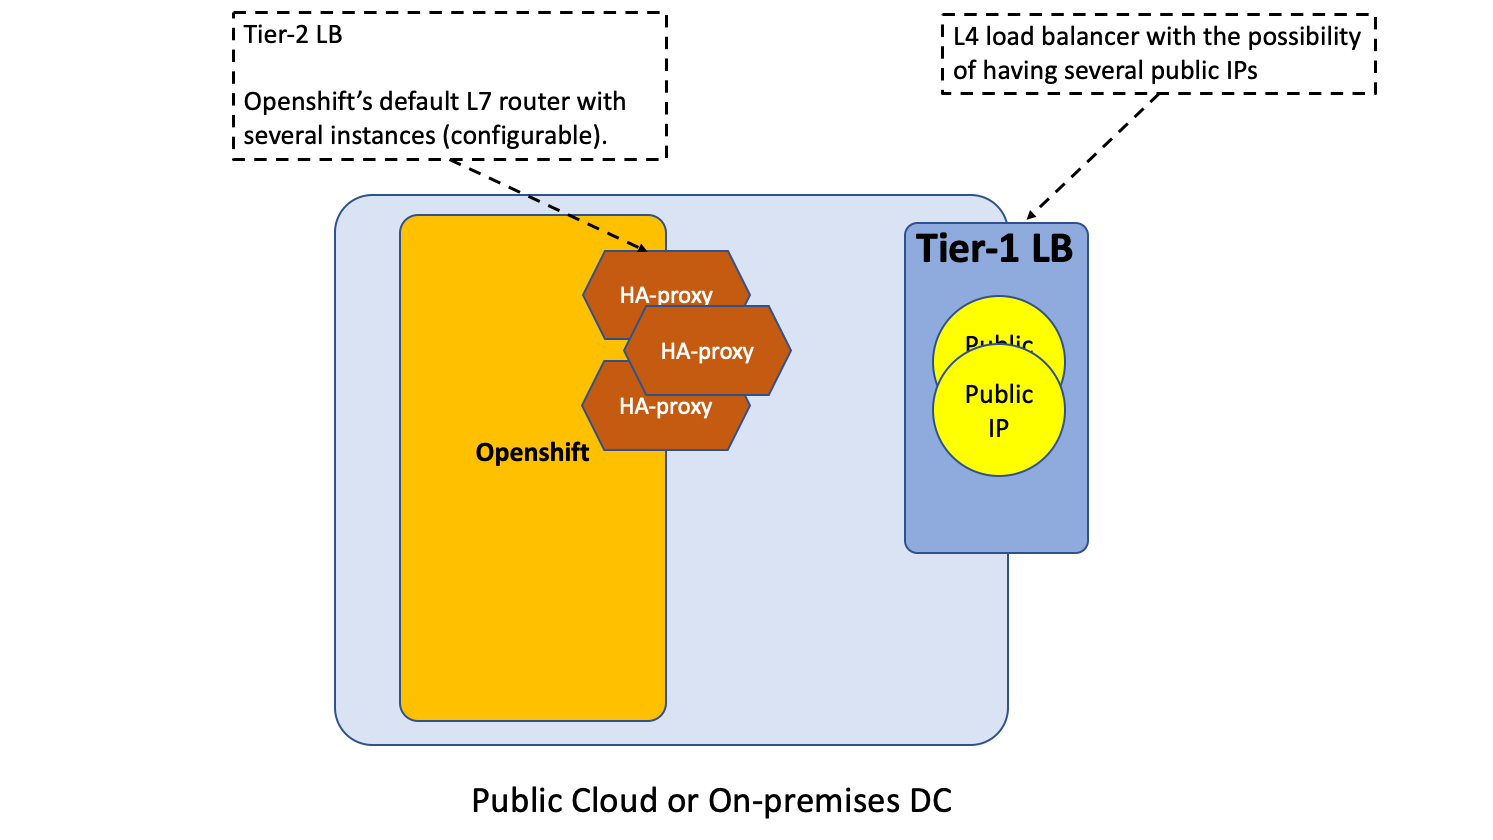 Tier-2 LB
Openshift’s default L7 router with
several instances (configurable).
L4 load balancer with the possibility
of having several public IPs
Tier-1 LB
HA-proxy
HA-proxy
HA-proxy
Public
Public
IP
Openshift
Public Cloud or On-premises DC